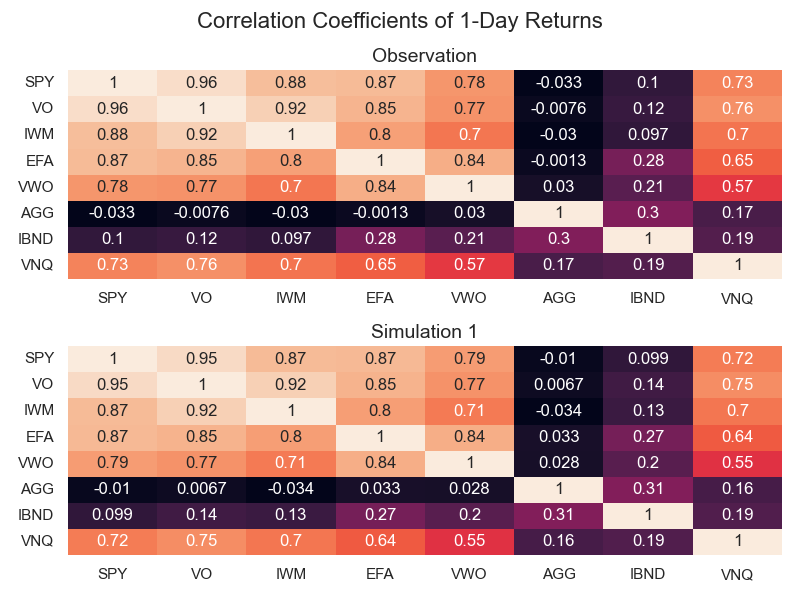 Correlation Coefficients of 1-Day Returns
Observation
SPY 1 0.96 0.88 0.87 0.78 -0.033 0.1 0.73
VO 0.96 1 0.92 0.85 0.77 -0.0076 0.12 0.76
IWM 0.88 0.92 1 0.8 0.7 -0.03 0.097 0.7
EFA 0.87 0.85 0.8 1 0.84 -0.0013 0.28 0.65
VWO 0.78 0.77 0.7 0.84 1 0.03 0.21 0.57
AGG -0.033 -0.0076 -0.03 -0.0013 0.03 1 0.3 0.17
IBND 0.1 0.12 0.097 0.28 0.21 0.3 1 0.19
VNQ 0.73 0.76 0.7 0.65 0.57 0.17 0.19 1
SPY VO IWM EFA VWO AGG IBND VNQ
Simulation 1
SPY 1 0.95 0.87 0.87 0.79 -0.01 0.099 0.72
VO 0.95 1 0.92 0.85 0.77 0.0067 0.14 0.75
IWM 0.87 0.92 1 0.8 0.71 -0.034 0.13 0.7
EFA 0.87 0.85 0.8 1 0.84 0.033 0.27 0.64
VWO 0.79 0.77 0.71 0.84 1 0.028 0.2 0.55
AGG -0.01 0.0067 -0.034 0.033 0.028 1 0.31 0.16
IBND 0.099 0.14 0.13 0.27 0.2 0.31 1 0.19
VNQ 0.72 0.75 0.7 0.64 0.55 0.16 0.19 1
SPY VO IWM EFA VWO AGG IBND VNQ